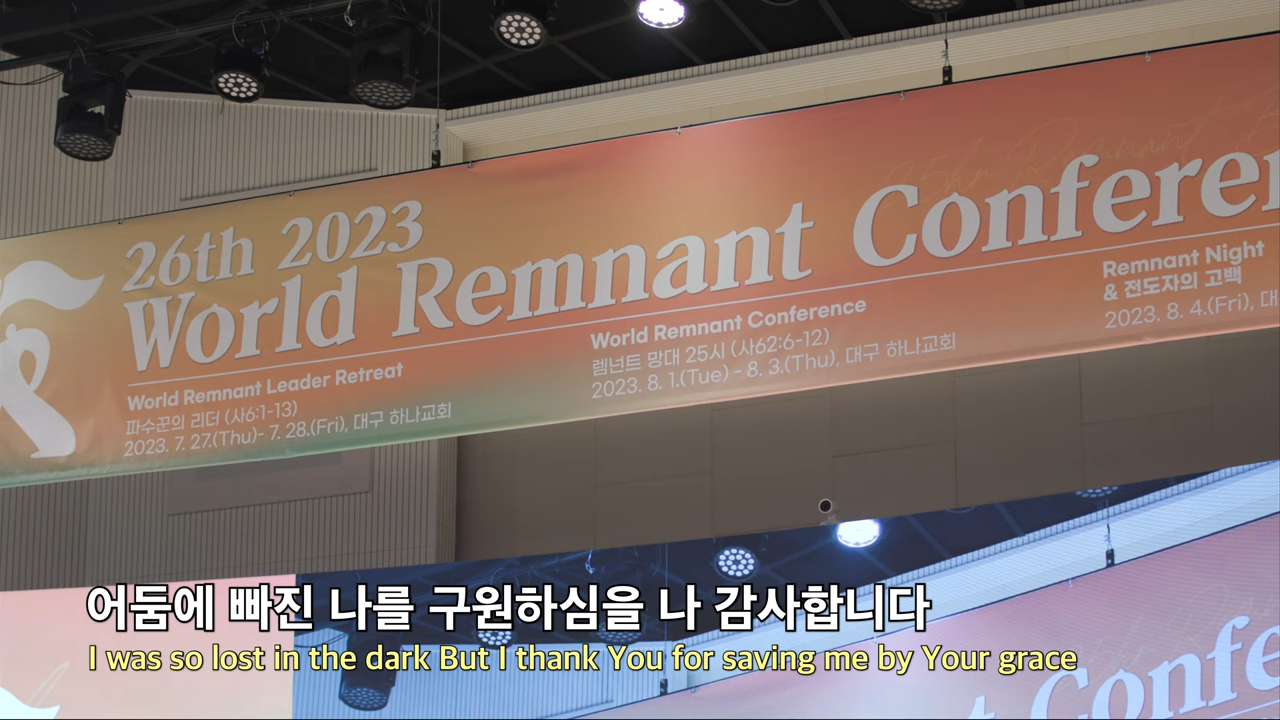 26th 2023
World Remnant Conferen
World Remnant Leader Retreat
파수꾼의 리더 (사6:1-13)
2023. 7. 27.(Thu)- 7. 28.(Fri), 대구 하나교회
World Remnant Conference
렘넌트 망대 25시 (사62:6-12)
2023. 8. 1.(Tue) - 8. 3.(Thu), 대구 하나교회
Remnant Night
& 전도자의 고백
2023. 8. 4.(Fri), 대
어둠에 빠진 나를 구원하심을 나 감사합니다
I was so lost in the dark But I thank You for saving me by Your grace
t Confe